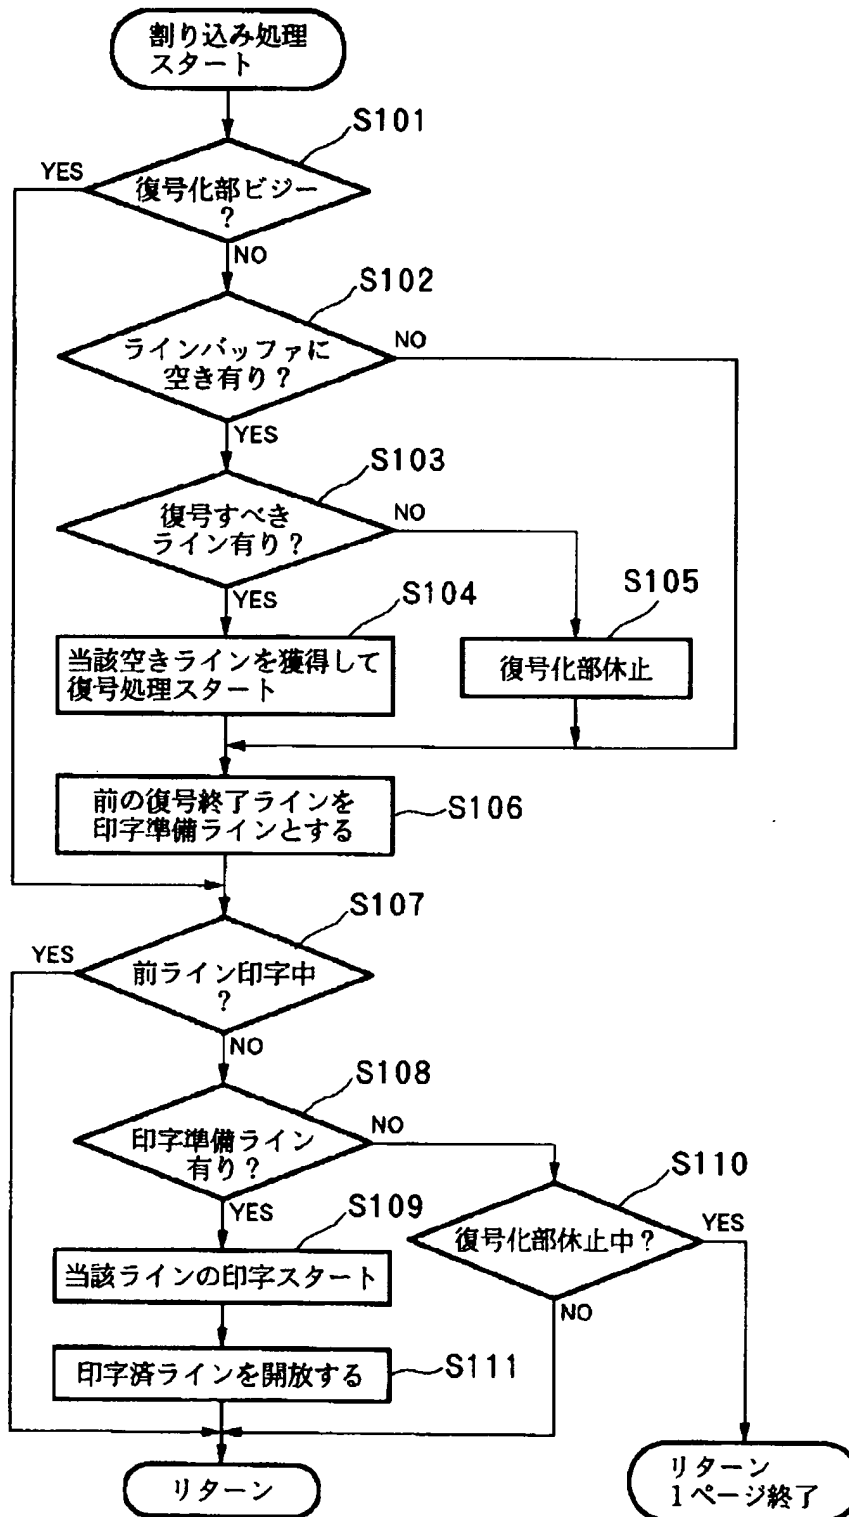 割り込み処理
スタート
S101
YES
復号化部ビジー
?
NO
S102
ラインバッファに
空き有り?
NO
YES
S103
復号すべき
ライン有り?
NO
YES
S104
当該空きラインを獲得して
復号処理スタート
S105
復号化部休止
前の復号終了ラインを
印字準備ラインとする
S106
S107
YES
前ライン印字中
?
NO
S108
印字準備ライン
有り?
NO
YES
S109
当該ラインの印字スタート
S110
復号化部休止中?
YES
NO
印字済ラインを開放する
S111
リターン
リターン
1ページ終了